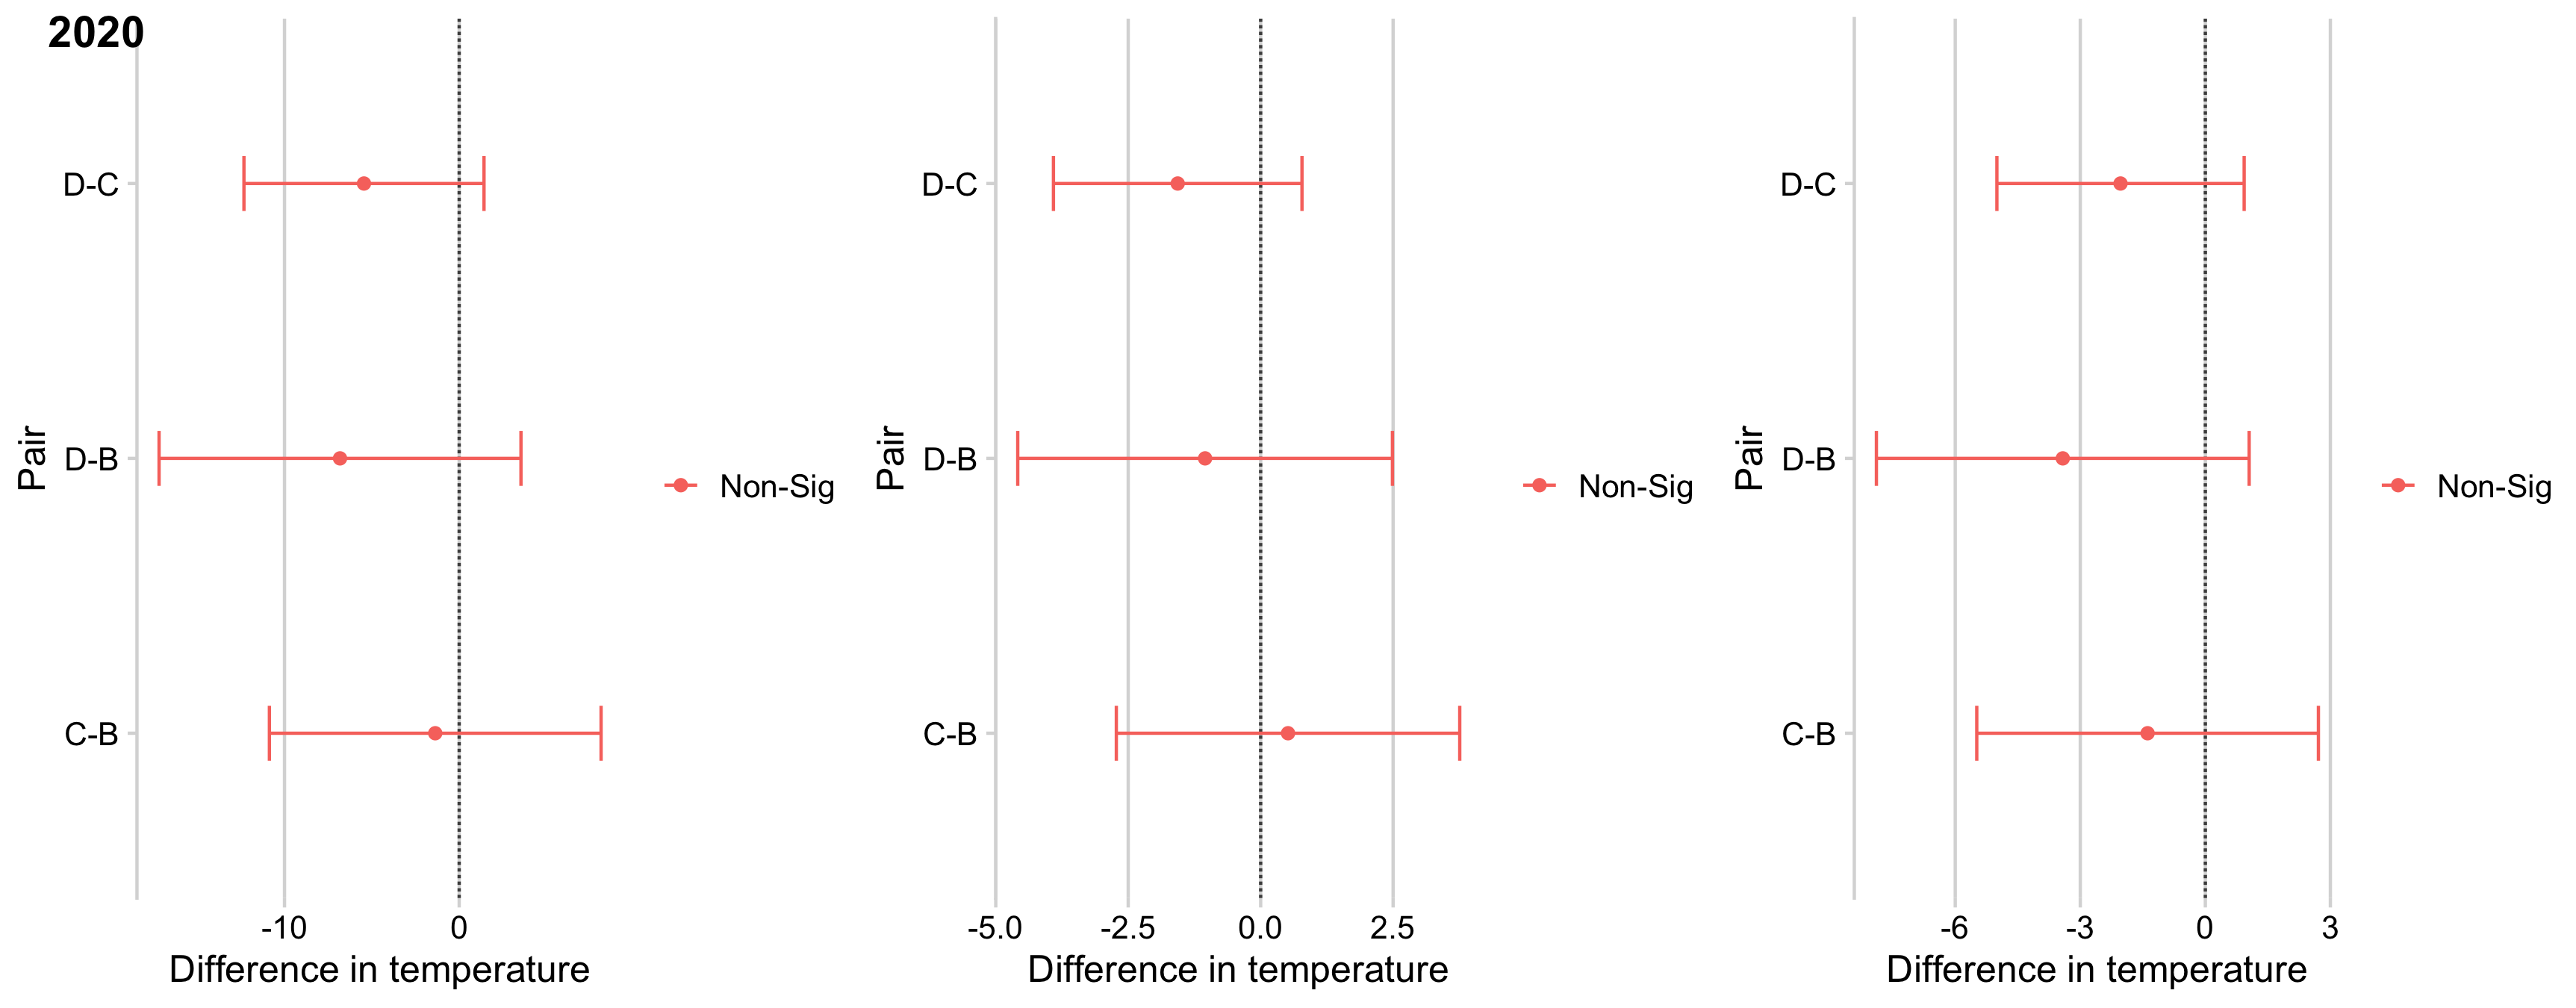 2020
Pair
D-C
D-B
C-B
-10 0
Difference in temperature
Non-Sig
Pair
D-C
D-B
C-B
-5.0 -2.5 0.0 2.5
Difference in temperature
Non-Sig
Pair
D-C
D-B
C-B
-6 -3 0 3
Difference in temperature
Non-Sig